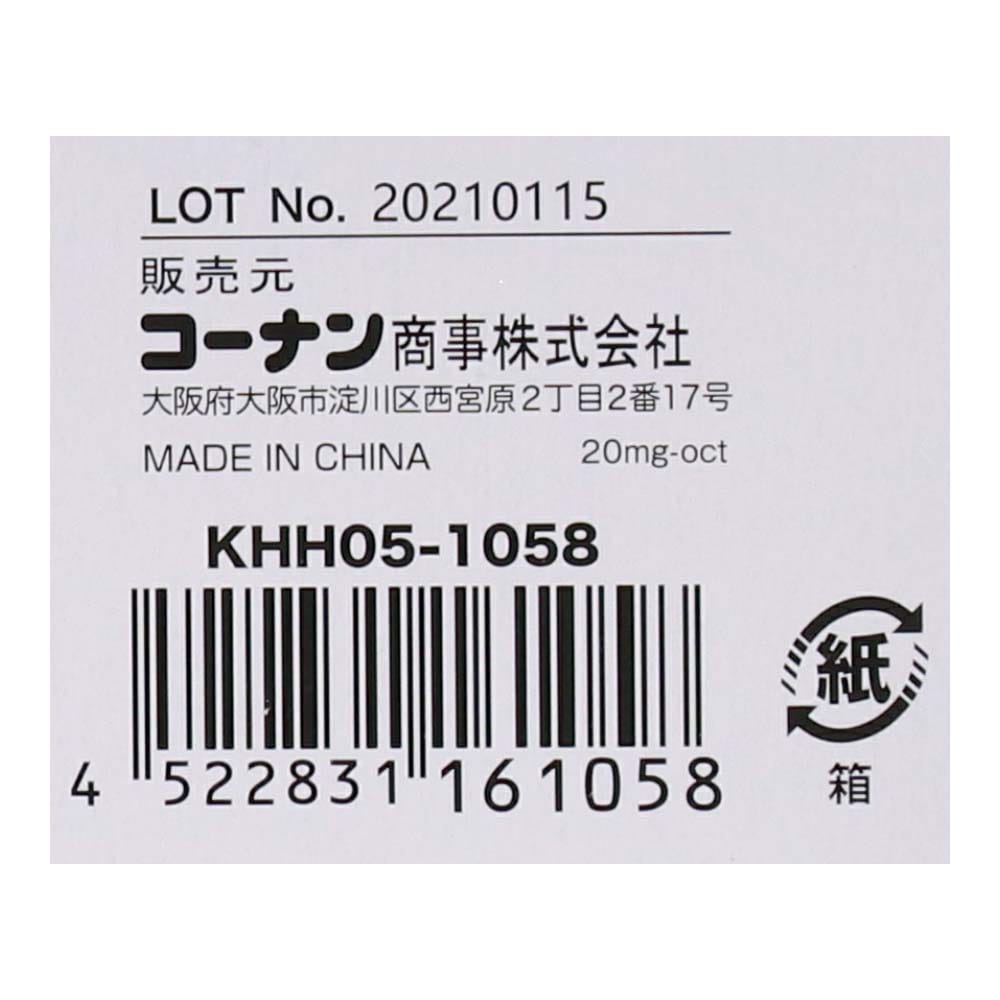 LOT No. 20210115
販売元
コーナン商事株式会社
大阪府大阪市淀川区西宮原2丁目2番17号
MADE IN CHINA 20mg-oct
KHH05-1058
4 522831 161058
紙
箱